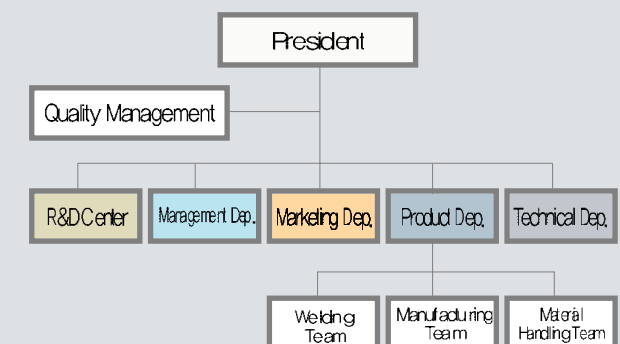 President
Quality Management
R&D Center
Management Dep.
Marketing Dep.
Product Dep.
Technical Dep.
Welding
Team
Manufacturing
Team
Material
Handling Team